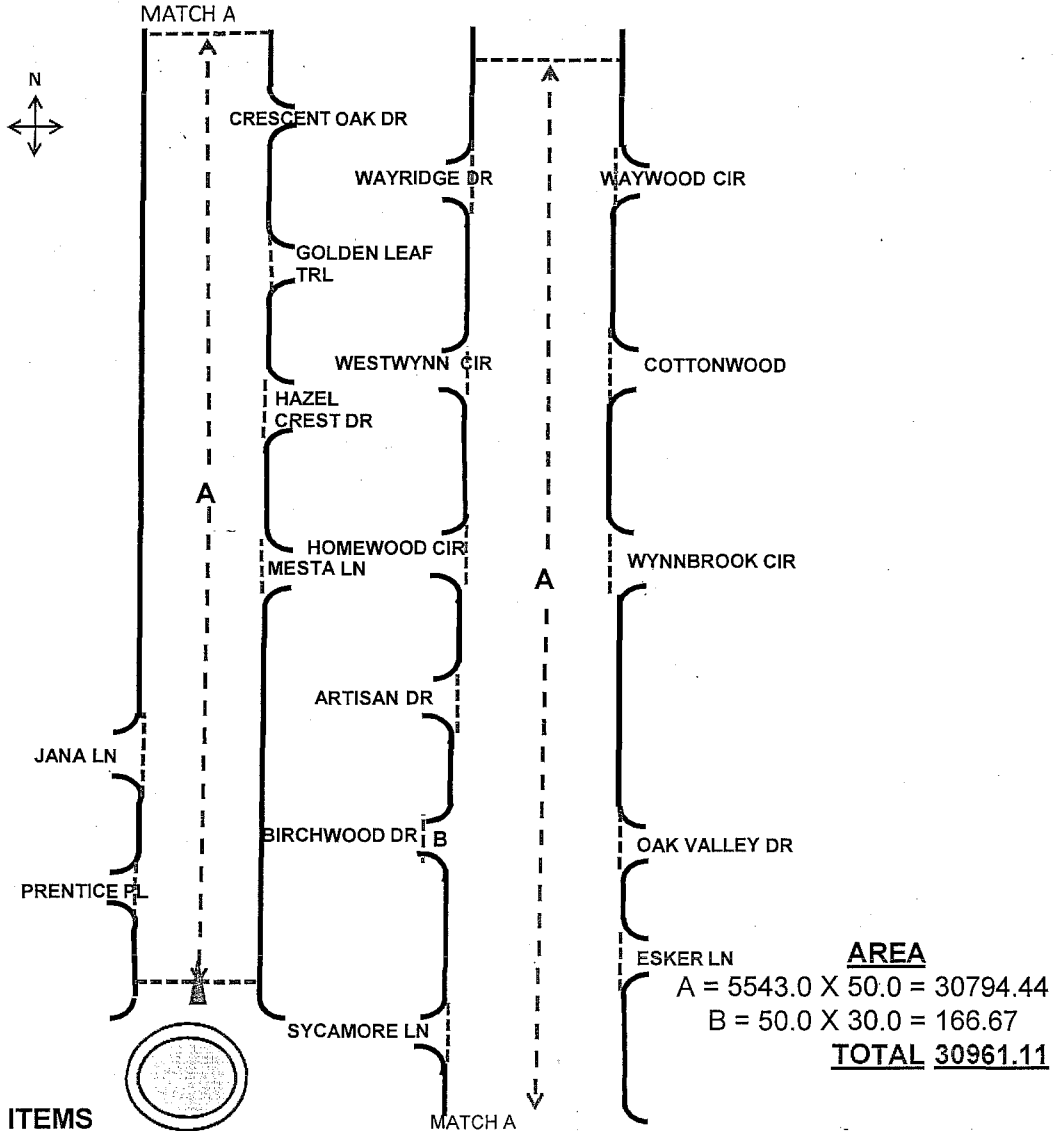 MATCH A
N
CRESCENT OAK DR
GOLDEN LEAF
TRL
HAZEL
CREST DR
A
MESTA LN
JANA LN
PRENTICE PL
WAYRIDGE DR
WAYWOOD CIR
WESTWYNN CIR
COTTONWOOD
HOMEWOOD CIR
WYNNBROOK CIR
A
ARTISAN DR
BIRCHWOOD DR B
OAK VALLEY DR
ESKER LN
SYCAMORE LN
MATCH A
AREA
A = 5543.0 X 50.0 = 30794.44
B = 50.0 X 30.0 = 166.67
TOTAL 30961.11
ITEMS